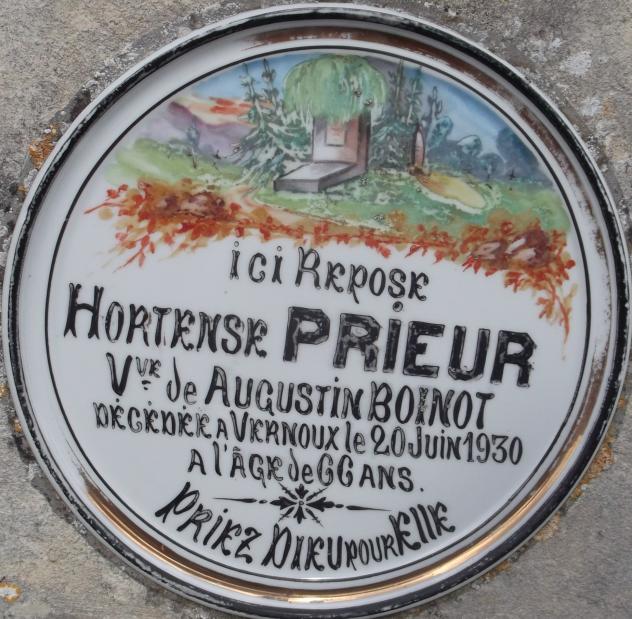 ici Repose
Hortense PRiEUR
Vve de Augustin BOiNOT
Décédée a Vernoux le 20 Juin 1930
A l'âge de 66 ans.
Priez Dieu pour Elle